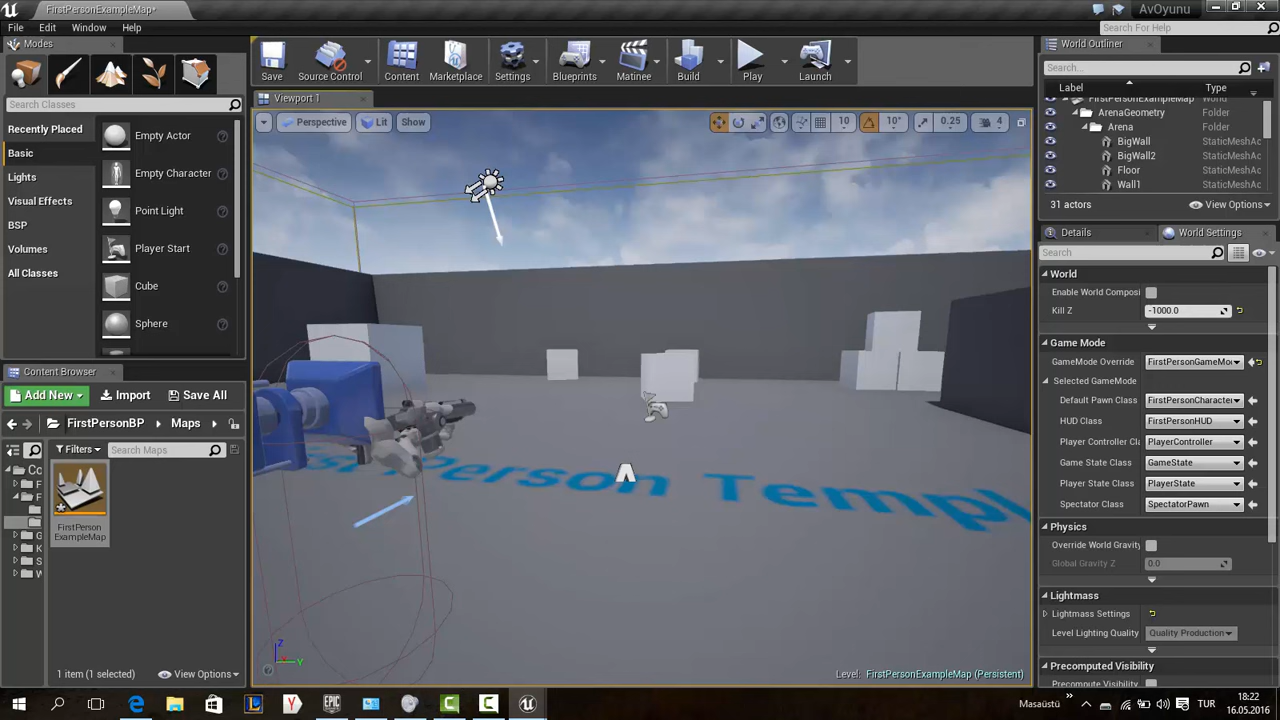 FirstPersonExampleMap*
AvOyunu
File Edit Window Help
Search For Help
Modes
Search Classes
Recently Placed
Basic
Lights
Visual Effects
BSP
Volumes
All Classes
Empty Actor
Empty Character
Point Light
Player Start
Cube
Sphere
Save
Source Control
Content
Marketplace
Settings
Blueprints
Matinee
Build
Play
Launch
Viewport 1
Perspective Lit Show
10 10° 0.25 4
World Outliner
Search...
Label Type
FirstPersonExampleMap World
ArenaGeometry Folder
Arena Folder
BigWall StaticMeshAc
BigWall2 StaticMeshAc
Floor StaticMeshAc
Wall1 StaticMeshAc
31 actors View Options
Details World Settings
Search
World
Enable World Composi
Kill Z -1000.0
Game Mode
GameMode Override FirstPersonGameMo
Selected GameMode
Default Pawn Class FirstPersonCharacter
HUD Class FirstPersonHUD
Player Controller Cla PlayerController
Game State Class GameState
Player State Class PlayerState
Spectator Class SpectatorPawn
Physics
Override World Gravity
Global Gravity Z 0.0
Lightmass
Lightmass Settings
Level Lighting Quality Quality Production
Precomputed Visibility
Content Browser
Add New Import Save All
FirstPersonBP Maps
Filters Search Maps
Co
F
F
G
K
S
W
FirstPerson
ExampleMap
1 item (1 selected) View Options
Person Templ
Z
Y
Level: FirstPersonExampleMap (Persistent)
EPIC
Masaüstü
TUR
18:22
16.05.2016